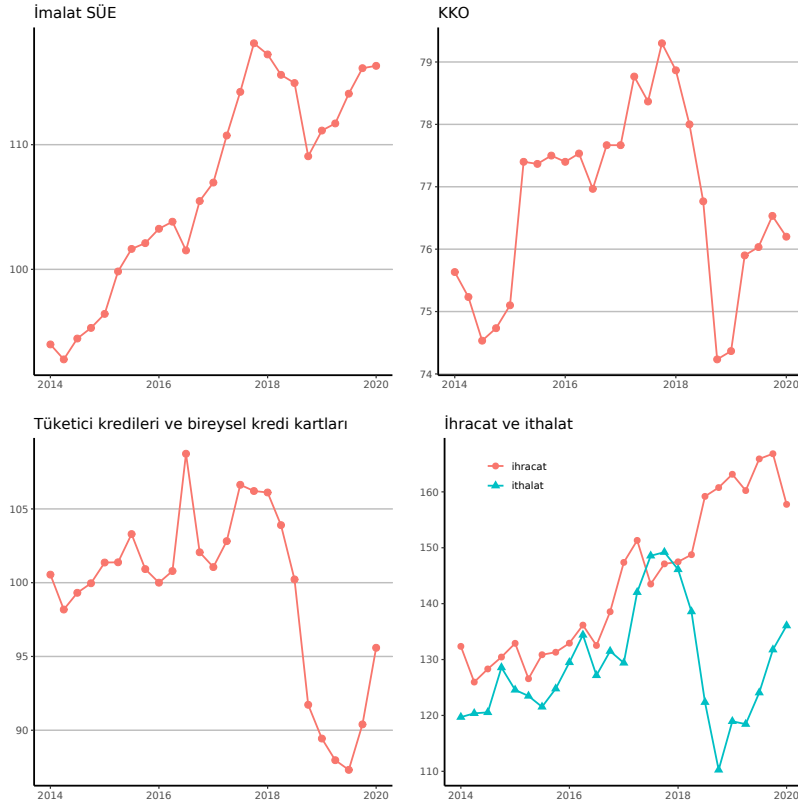 İmalat SÜE
110
100
2014 2016 2018 2020
KKO
79
78
77
76
75
74
2014 2016 2018 2020
Tüketici kredileri ve bireysel kredi kartları
105
100
95
90
2014 2016 2018 2020
İhracat ve ithalat
ihracat
ithalat
160
150
140
130
120
110
2014 2016 2018 2020